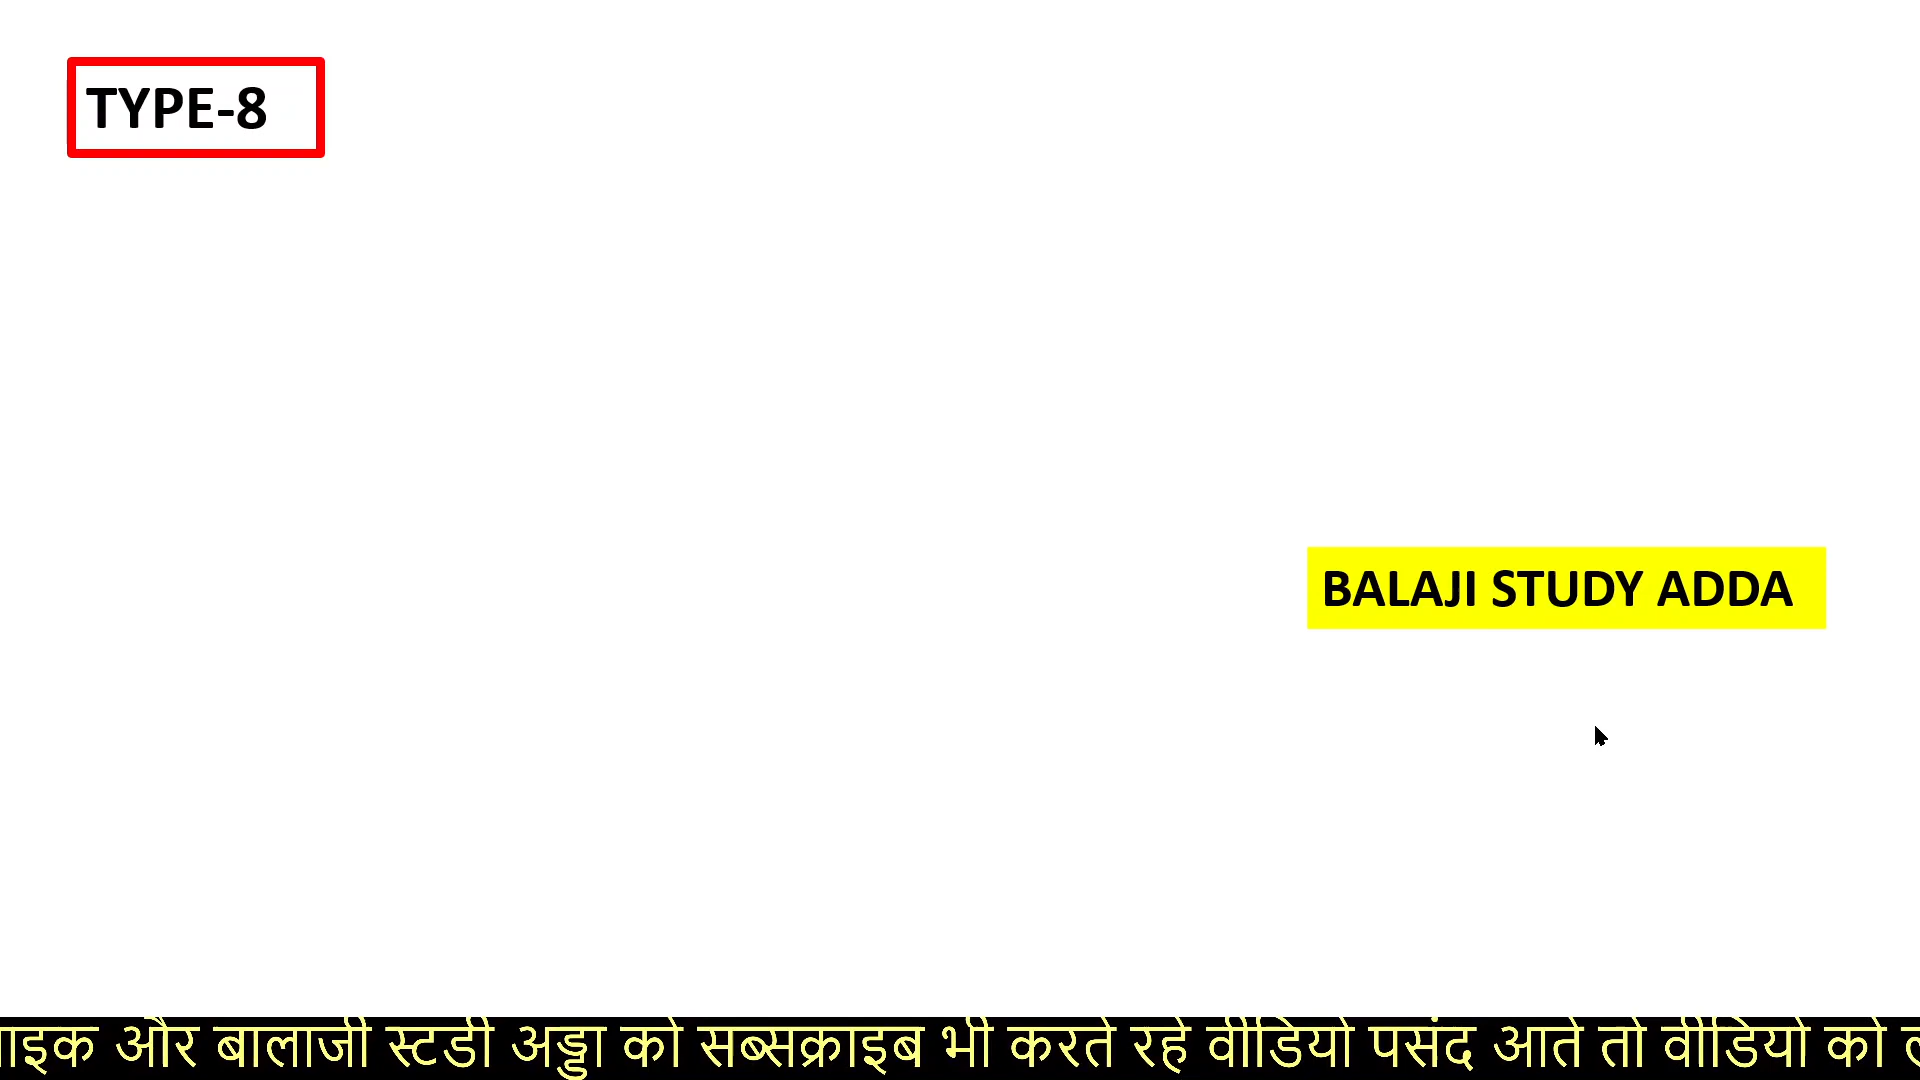 TYPE-8
BALAJI STUDY ADDA
और बालाजी स्टडी अड्डा को सब्सक्राइब भी करते रहे वीडियो पसंद आते तो वीडियो को